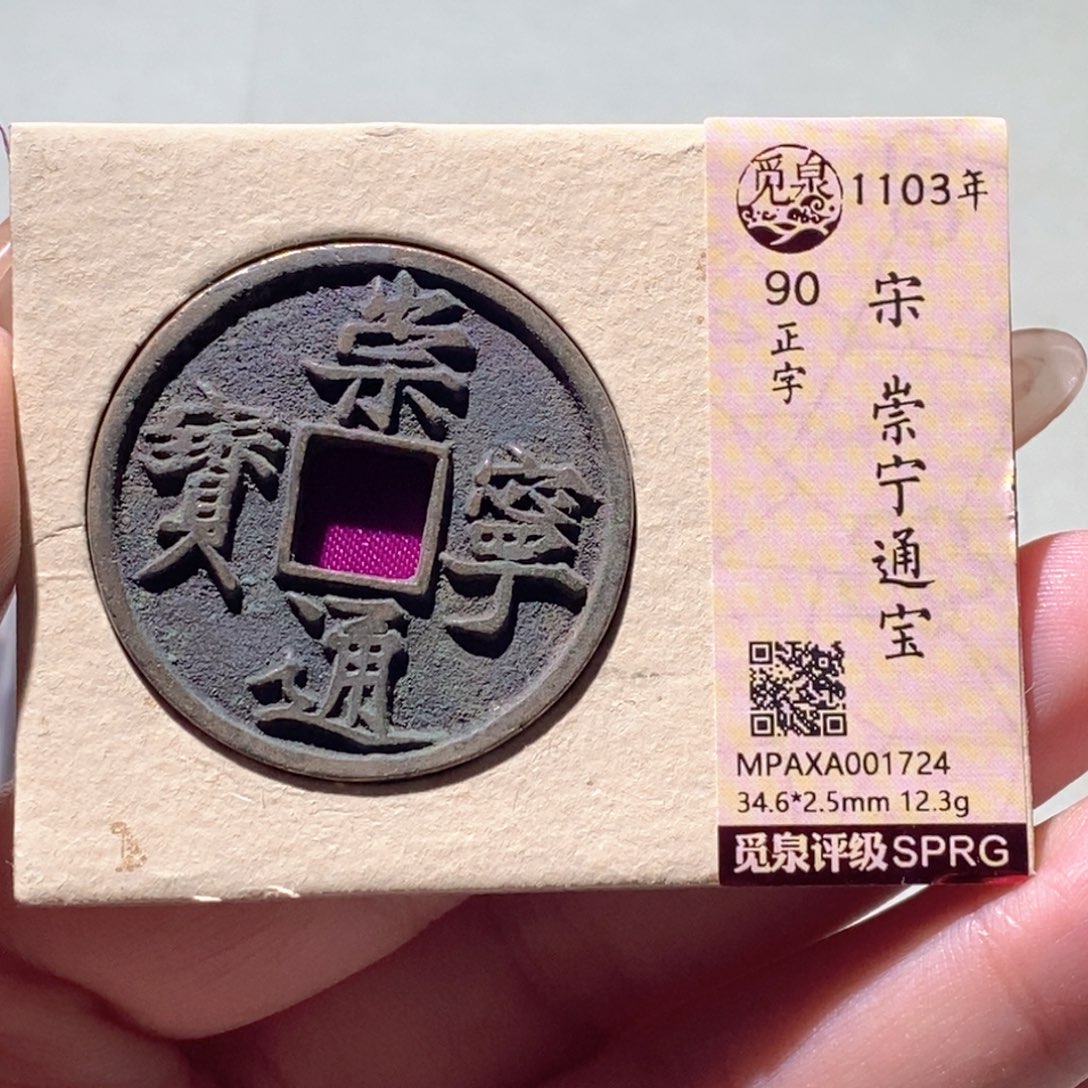 崇寧通寳
觅泉
1103年
90
正字
宋 崇宁通宝
MPAXA001724
34.6*2.5mm 12.3g
觅泉评级SPRG